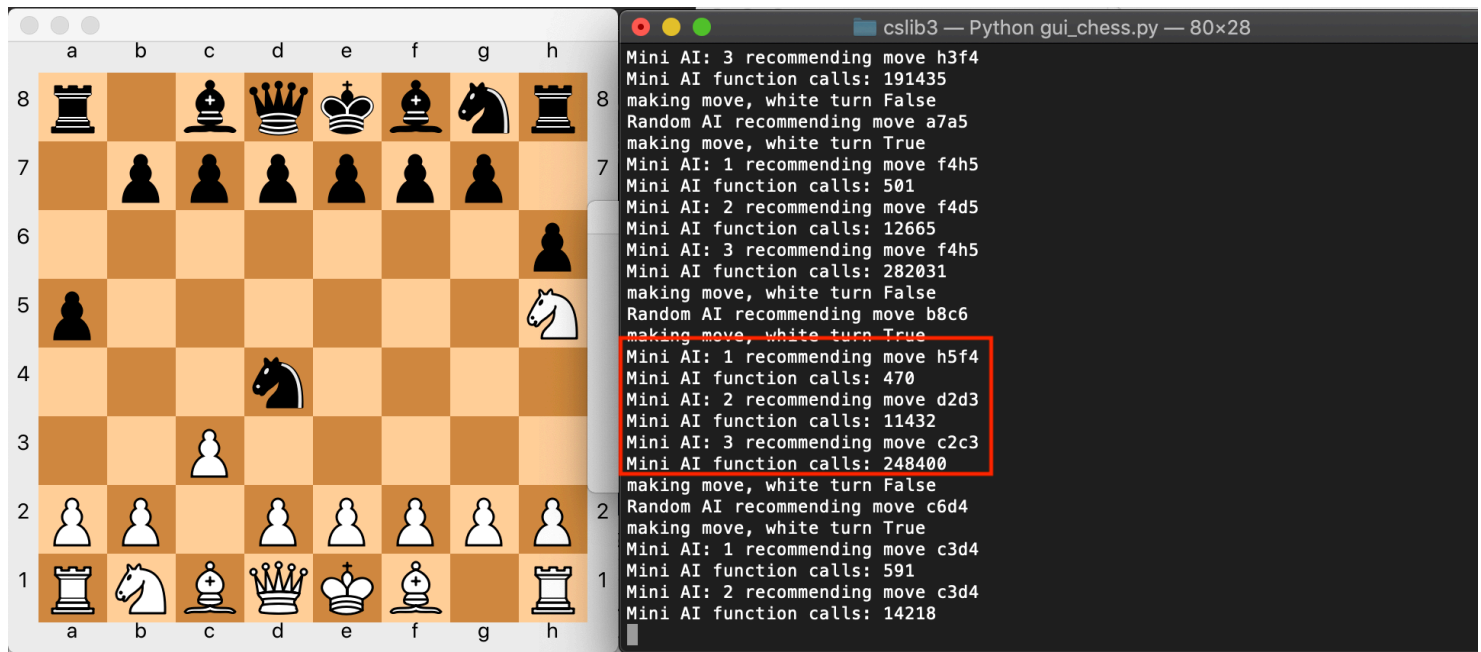 cslib3 — Python gui_chess.py — 80×28
a b c d e f g h
8 8
7 7
6
5
4
3
2 2
1 1
a b c d e f g h
Mini AI: 3 recommending move h3f4
Mini AI function calls: 191435
making move, white turn False
Random AI recommending move a7a5
making move, white turn True
Mini AI: 1 recommending move f4h5
Mini AI function calls: 501
Mini AI: 2 recommending move f4d5
Mini AI function calls: 12665
Mini AI: 3 recommending move f4h5
Mini AI function calls: 282031
making move, white turn False
Random AI recommending move b8c6
making move, white turn True
Mini AI: 1 recommending move h5f4
Mini AI function calls: 470
Mini AI: 2 recommending move d2d3
Mini AI function calls: 11432
Mini AI: 3 recommending move c2c3
Mini AI function calls: 248400
making move, white turn False
Random AI recommending move c6d4
making move, white turn True
Mini AI: 1 recommending move c3d4
Mini AI function calls: 591
Mini AI: 2 recommending move c3d4
Mini AI function calls: 14218